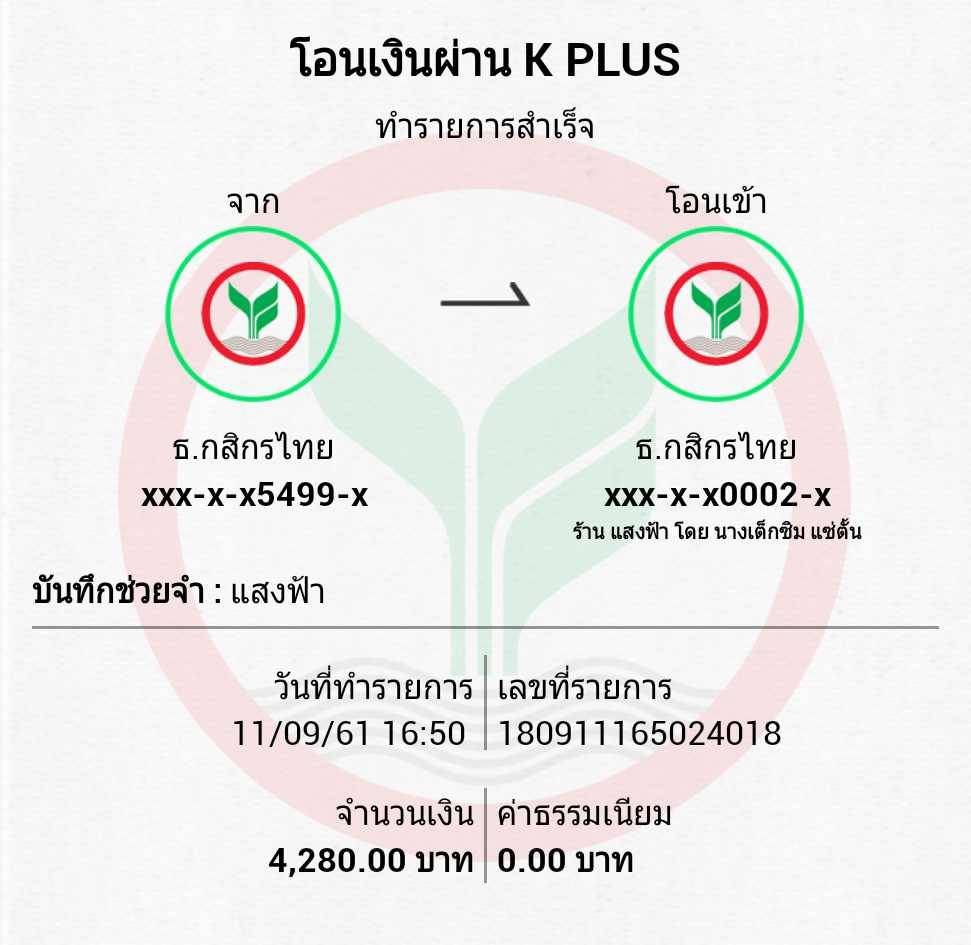 โอนเงินผ่าน K PLUS
ทำรายการสำเร็จ
จาก
โอนเข้า
ธ.กสิกรไทย
xxx-x-x5499-x
ธ.กสิกรไทย
xxx-x-x0002-x
ร้าน แสงฟ้า โดย นางเต็กซิม แซ่ตั้น
บันทึกช่วยจำ : แสงฟ้า
วันที่ทำรายการ
11/09/61 16:50
เลขที่รายการ
180911165024018
จำนวนเงิน
4,280.00 บาท
ค่าธรรมเนียม
0.00 บาท